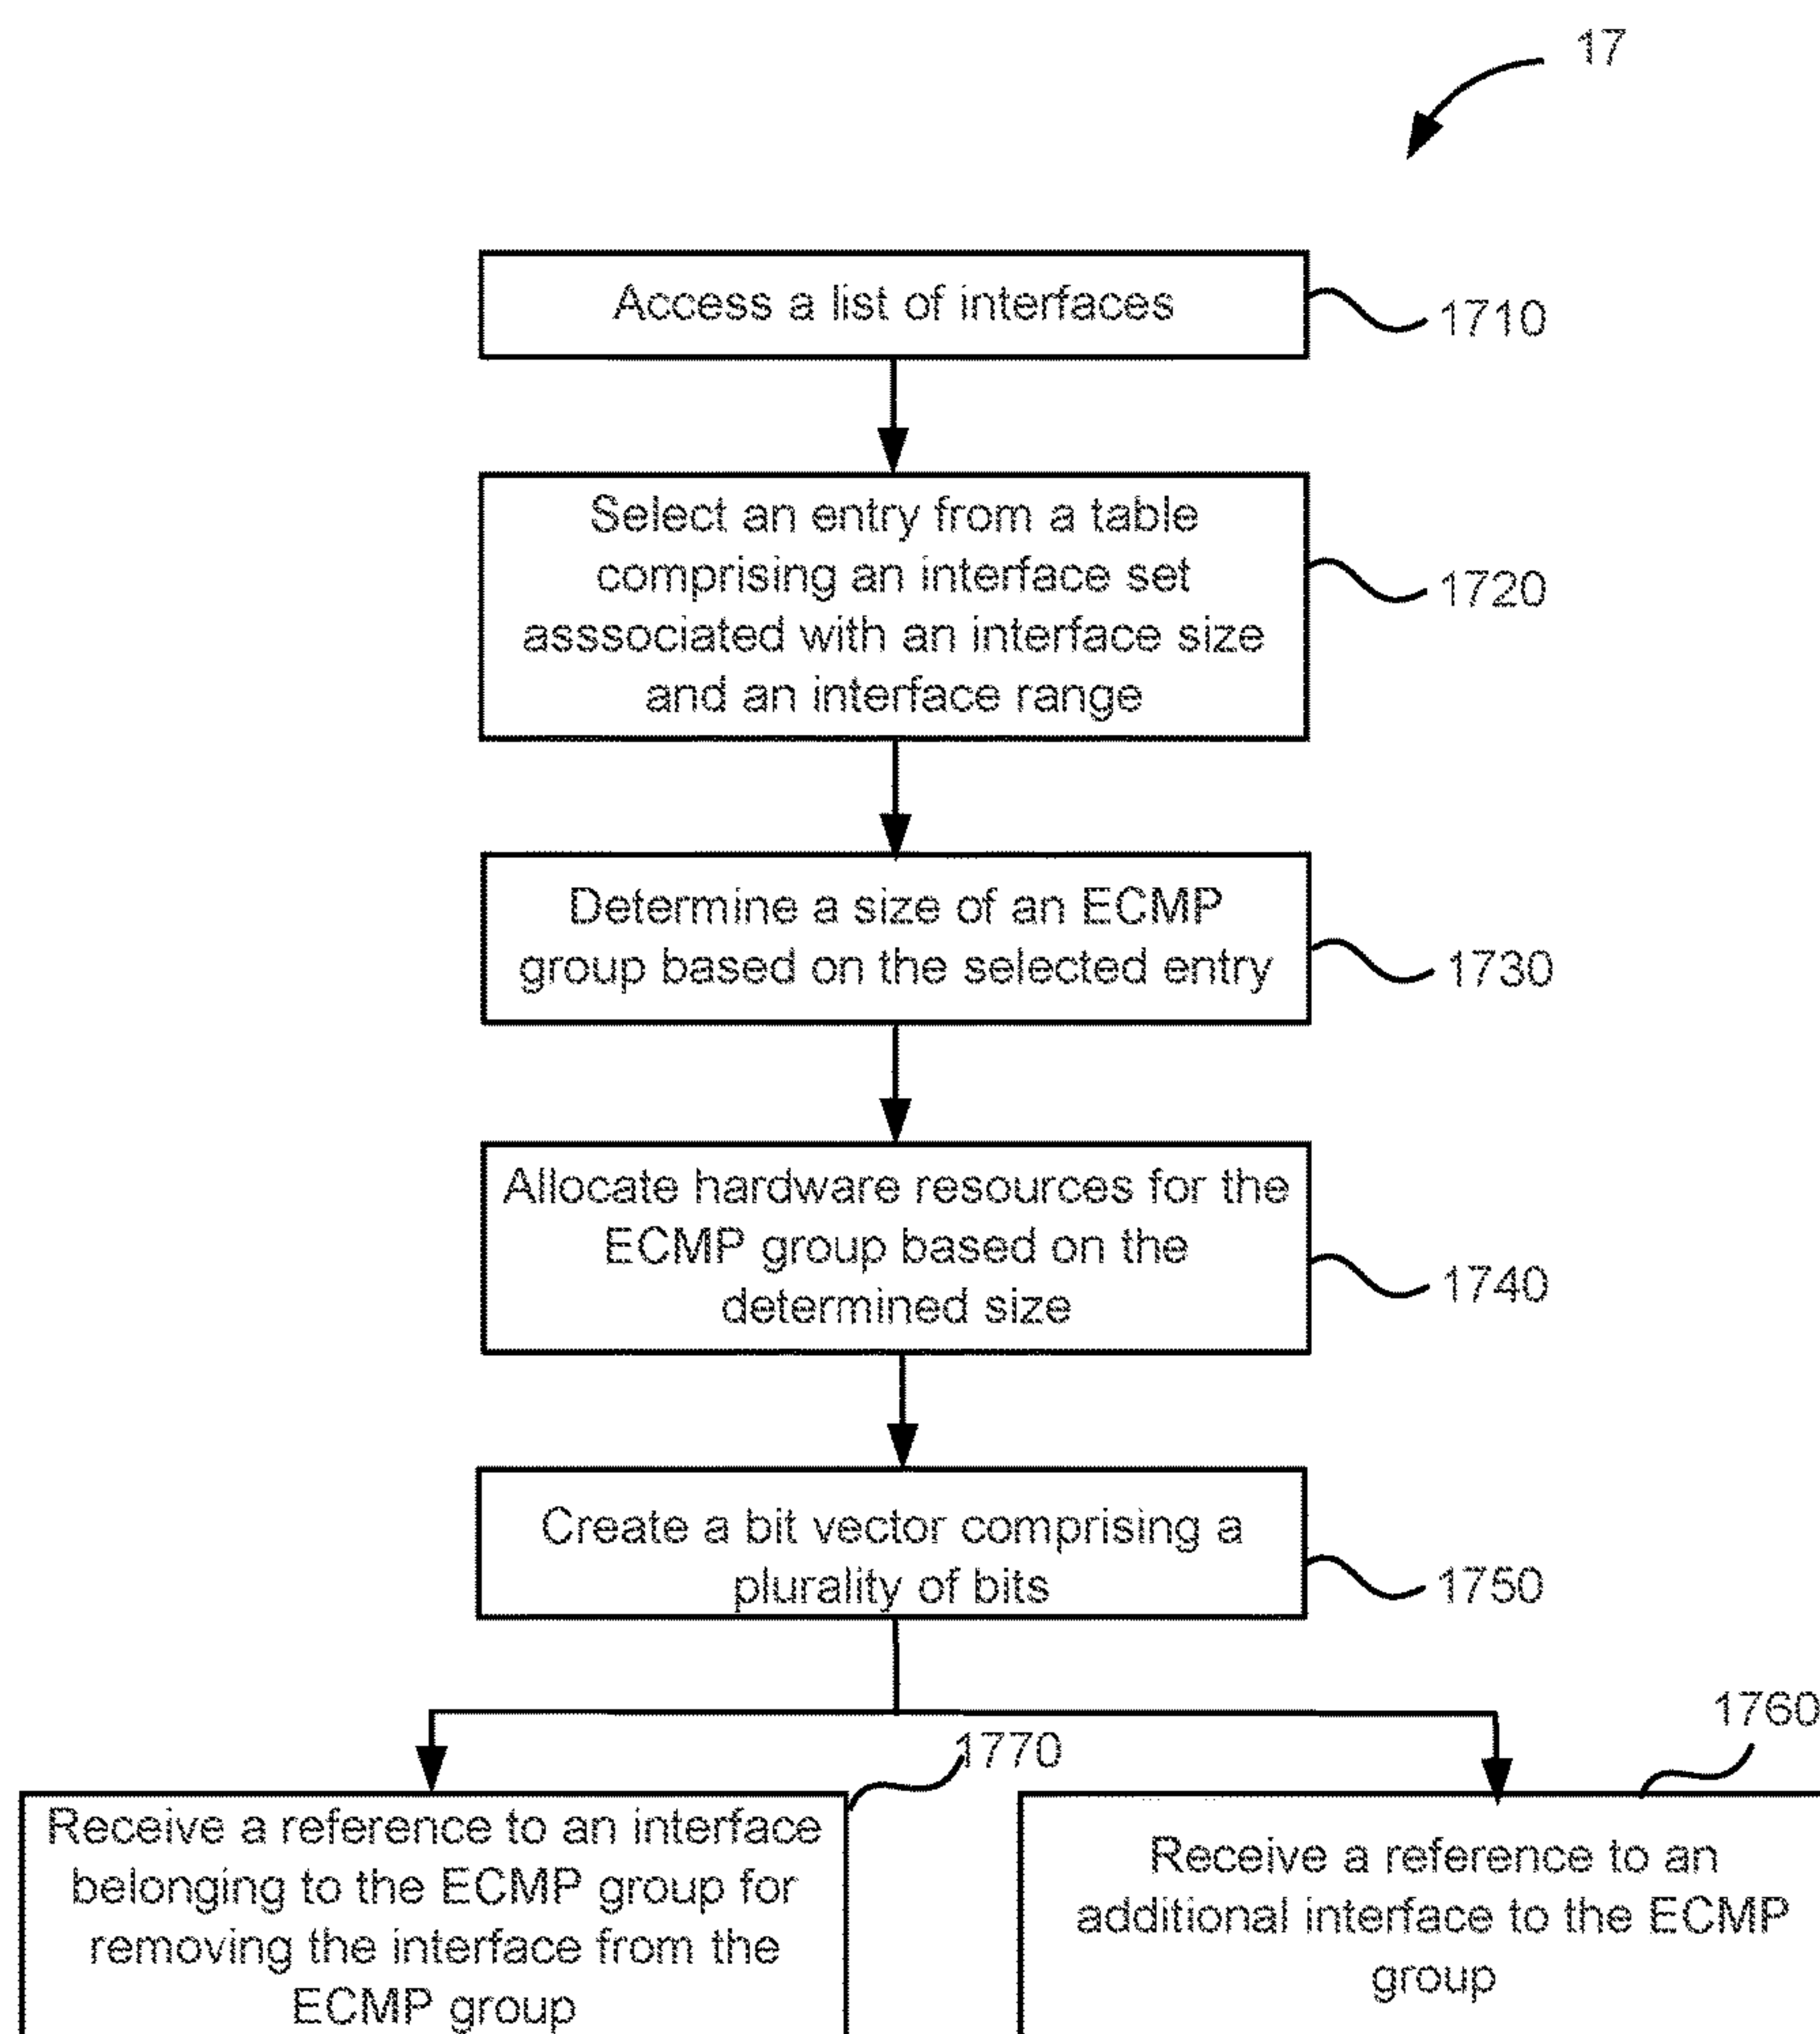 17
Access a list of interfaces
1710
Select an entry from a table
comprising an interface set
asssociated with an interface size
and an interface range
1720
Determine a size of an ECMP
group based on the selected entry
1730
Allocate hardware resources for the
ECMP group based on the
determined size
1740
Create a bit vector comprising a
plurality of bits
1750
1770
Receive a reference to an interface
belonging to the ECMP group for
removing the interface from the
ECMP group
1760
Receive a reference to an
additional interface to the ECMP
group